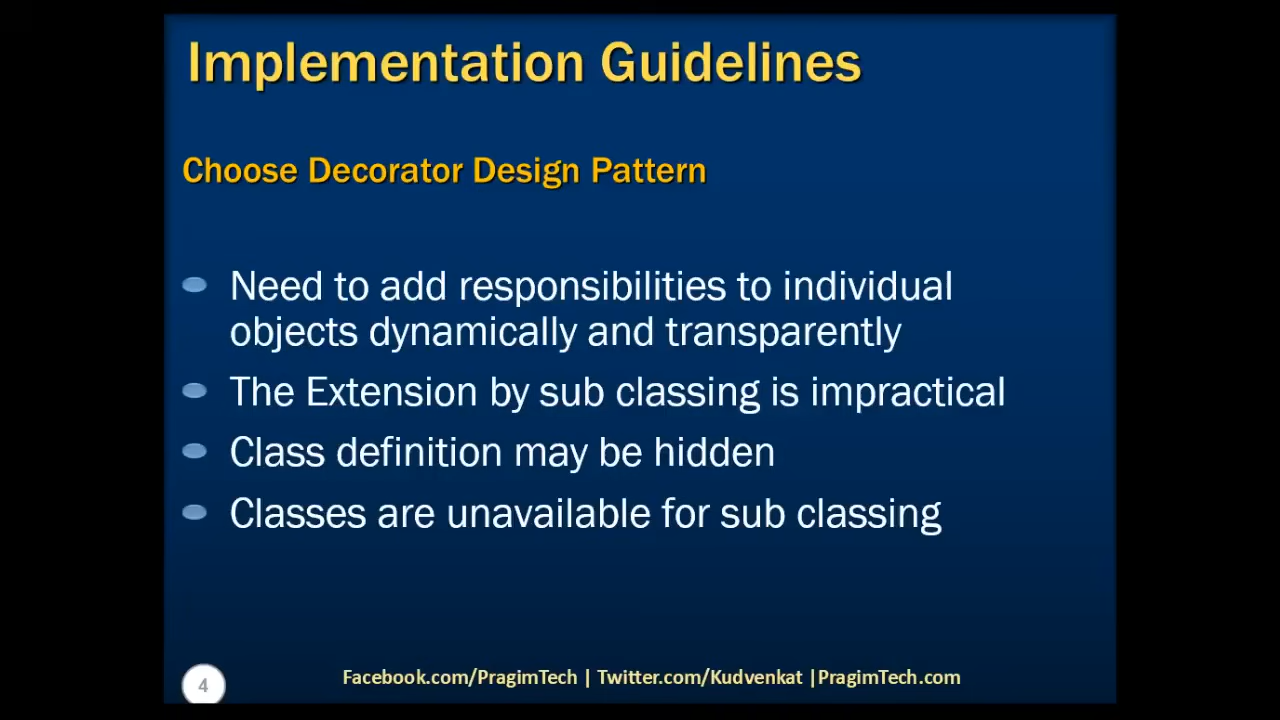 Implementation Guidelines
Choose Decorator Design Pattern
Need to add responsibilities to individual
objects dynamically and transparently
The Extension by sub classing is impractical
Class definition may be hidden
Classes are unavailable for sub classing
4
Facebook.com/PragimTech | Twitter.com/Kudvenkat |PragimTech.com